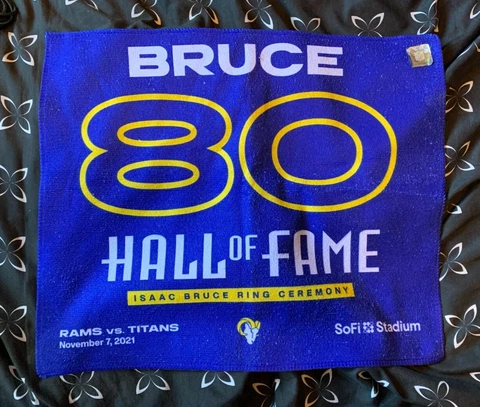 BRUCE
80
HALL OF FAME
ISAAC BRUCE RING CEREMONY
RAMS VS. TITANS
November 7, 2021
SoFi Stadium